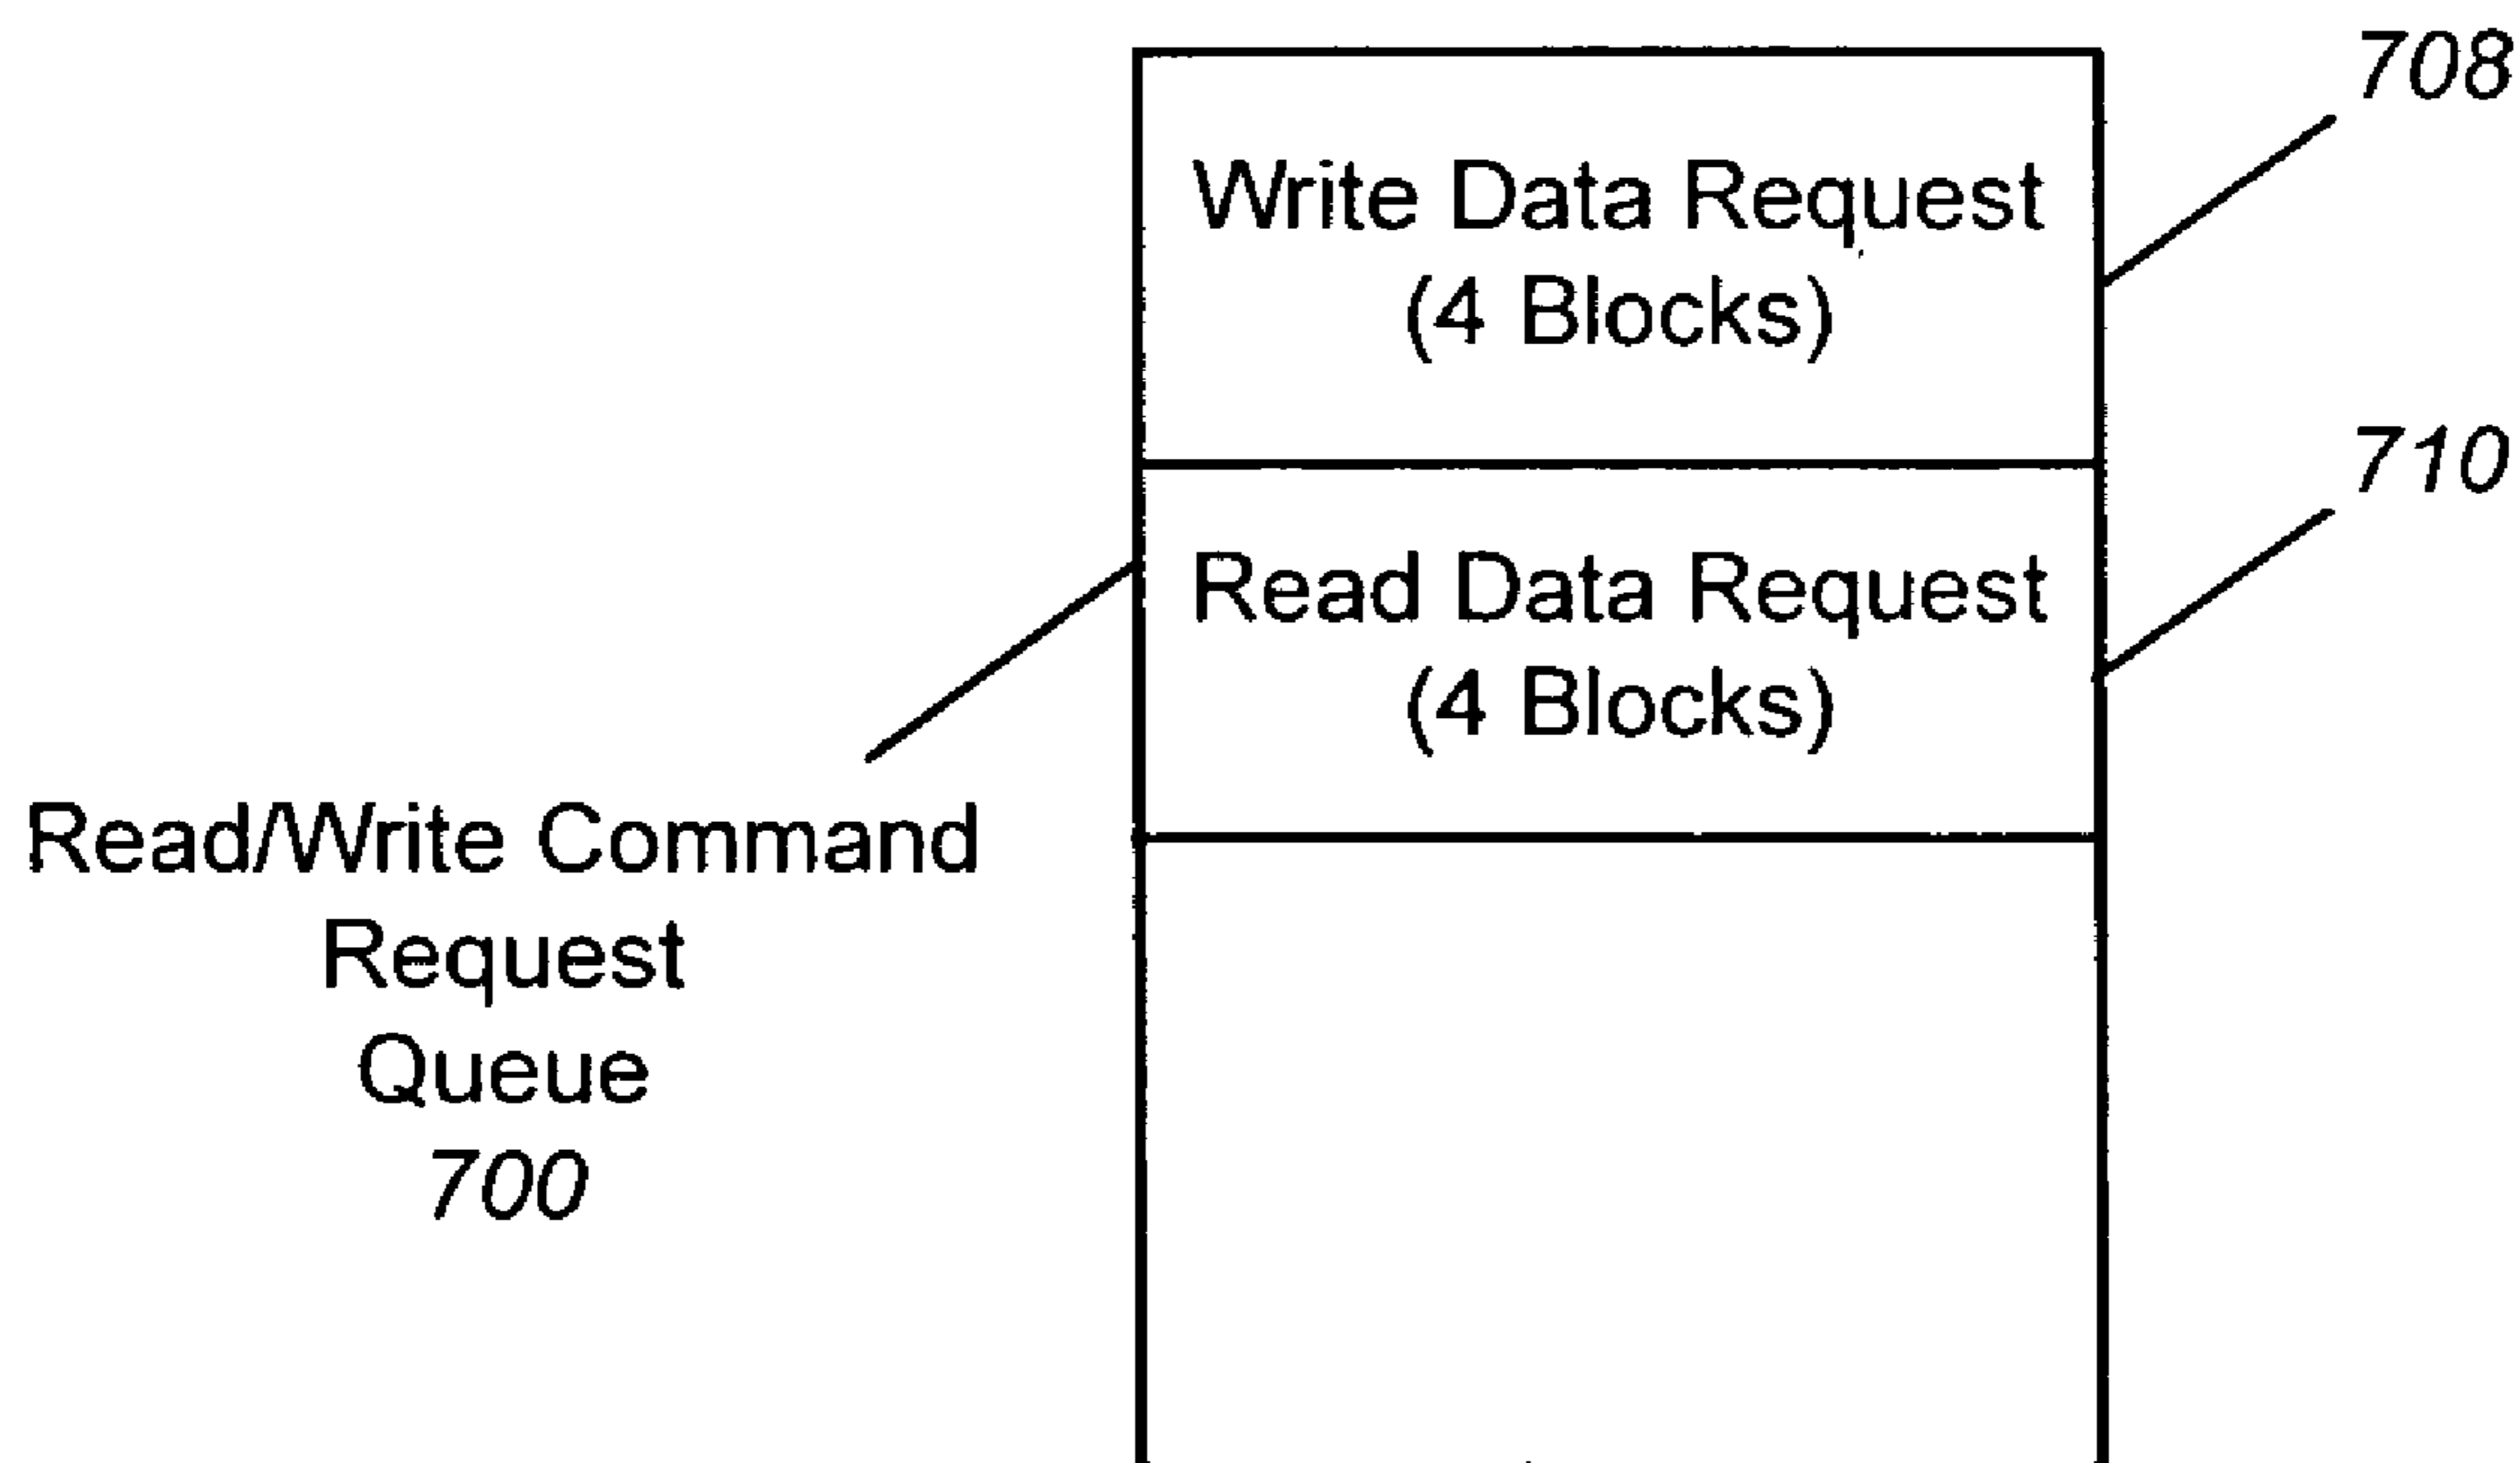 708
Write Data Request
(4 Blocks)
710
Read Data Request
(4 Blocks)
Read/Write Command
Request
Queue
700